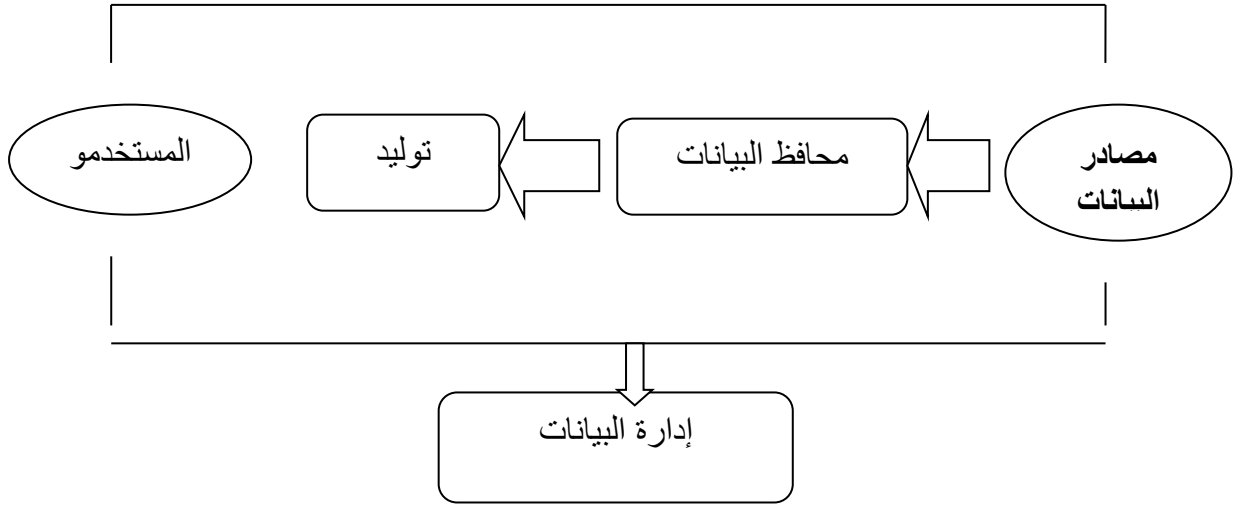 مصادر
البيانات
محافظ البيانات
توليد
المستخدمو
إدارة البيانات